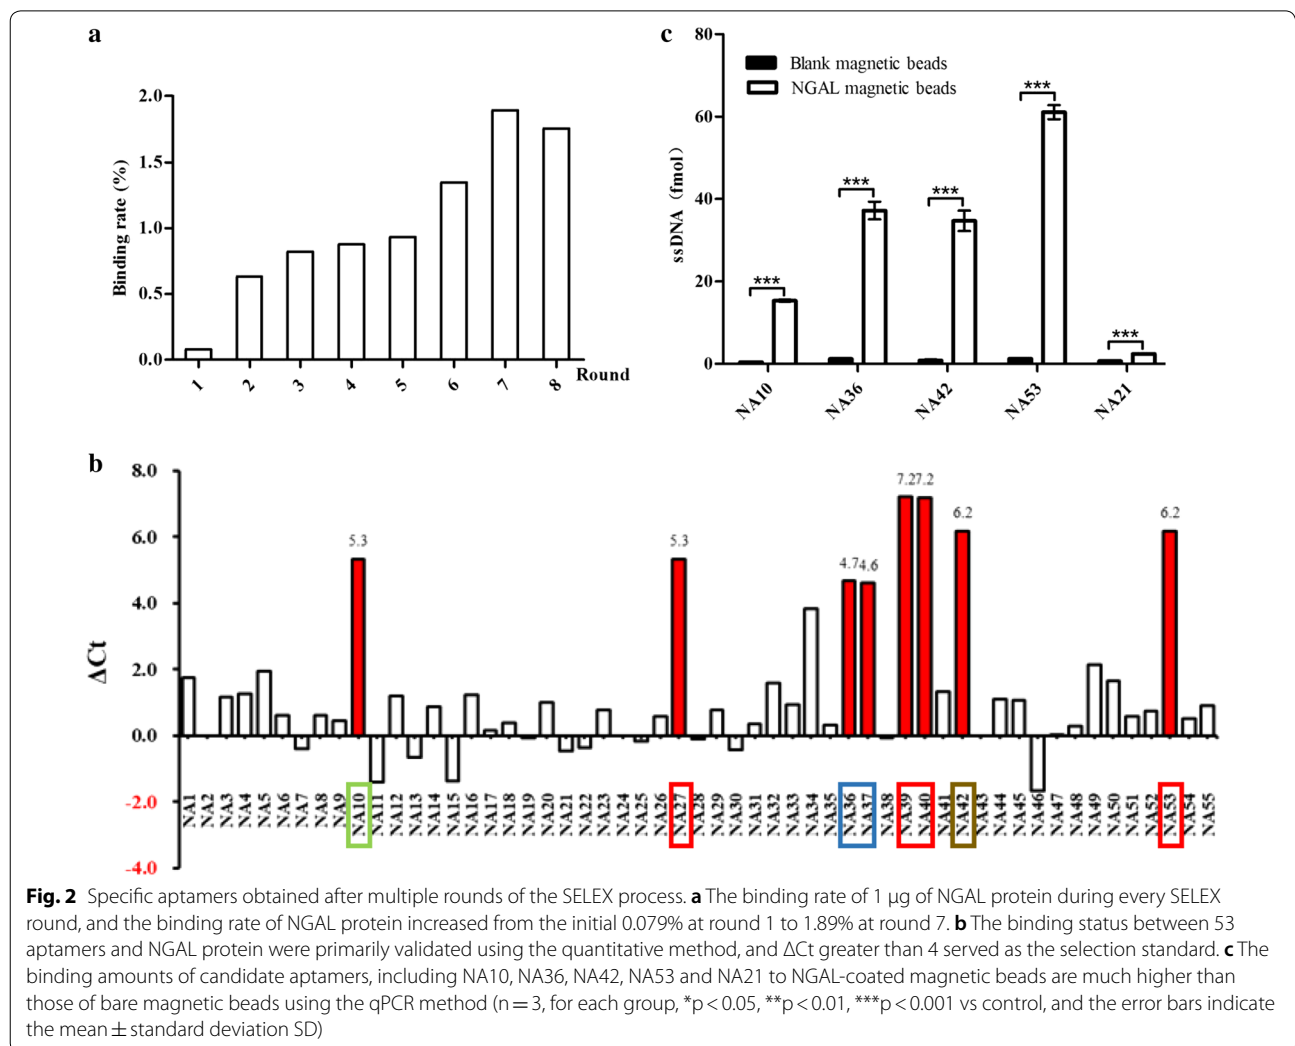 a
Binding rate (%)
2.0
1.5
1.0
0.5
0.0
1 2 3 4 5 6 7 8 Round
c
ssDNA (fmol)
80
60
40
20
0
Blank magnetic beads
NGAL magnetic beads
*** *** *** *** ***
NA10 NA36 NA42 NA53 NA21
b
ΔCt
8.0
6.0
4.0
2.0
0.0
-2.0
-4.0
5.3 5.3 4.7 4.6 7.2 7.2 6.2 6.2
NA1 NA2 NA3 NA4 NA5 NA6 NA7 NA8 NA9 NA10 NA11 NA12 NA13 NA14 NA15 NA16 NA17 NA18 NA19 NA20 NA21 NA22 NA23 NA24 NA25 NA26 NA27 NA28 NA29 NA30 NA31 NA32 NA33 NA34 NA35 NA36 NA37 NA38 NA39 NA40 NA41 NA42 NA43 NA44 NA45 NA46 NA47 NA48 NA49 NA50 NA51 NA52 NA53 NA54 NA55
Fig. 2 Specific aptamers obtained after multiple rounds of the SELEX process. a The binding rate of 1 μg of NGAL protein during every SELEX
round, and the binding rate of NGAL protein increased from the initial 0.079% at round 1 to 1.89% at round 7. b The binding status between 53
aptamers and NGAL protein were primarily validated using the quantitative method, and ΔCt greater than 4 served as the selection standard. c The
binding amounts of candidate aptamers, including NA10, NA36, NA42, NA53 and NA21 to NGAL-coated magnetic beads are much higher than
those of bare magnetic beads using the qPCR method (n = 3, for each group, *p < 0.05, **p < 0.01, ***p < 0.001 vs control, and the error bars indicate
the mean ± standard deviation SD)